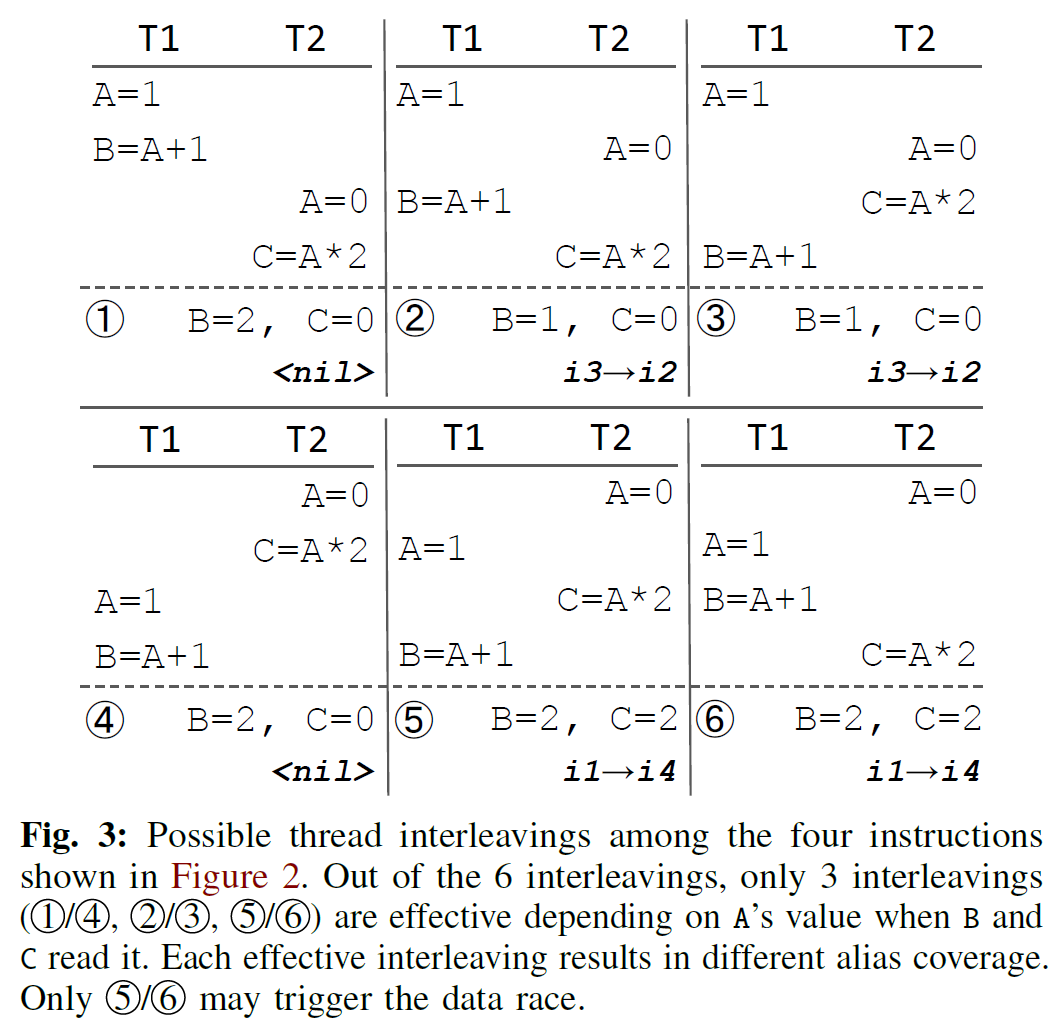 T1 T2 T1 T2 T1 T2
A=1 A=1 A=1
B=A+1 A=0 A=0
A=0 B=A+1 C=A*2
C=A*2 C=A*2 B=A+1
① B=2, C=0 ② B=1, C=0 ③ B=1, C=0
<nil> i3→i2 i3→i2
T1 T2 T1 T2 T1 T2
A=0 A=0 A=0
C=A*2 A=1 A=1
A=1 C=A*2 B=A+1
B=A+1 B=A+1 C=A*2
④ B=2, C=0 ⑤ B=2, C=2 ⑥ B=2, C=2
<nil> i1→i4 i1→i4
Fig. 3: Possible thread interleavings among the four instructions
shown in Figure 2. Out of the 6 interleavings, only 3 interleavings
(①/④, ②/③, ⑤/⑥) are effective depending on A's value when B and
C read it. Each effective interleaving results in different alias coverage.
Only ⑤/⑥ may trigger the data race.